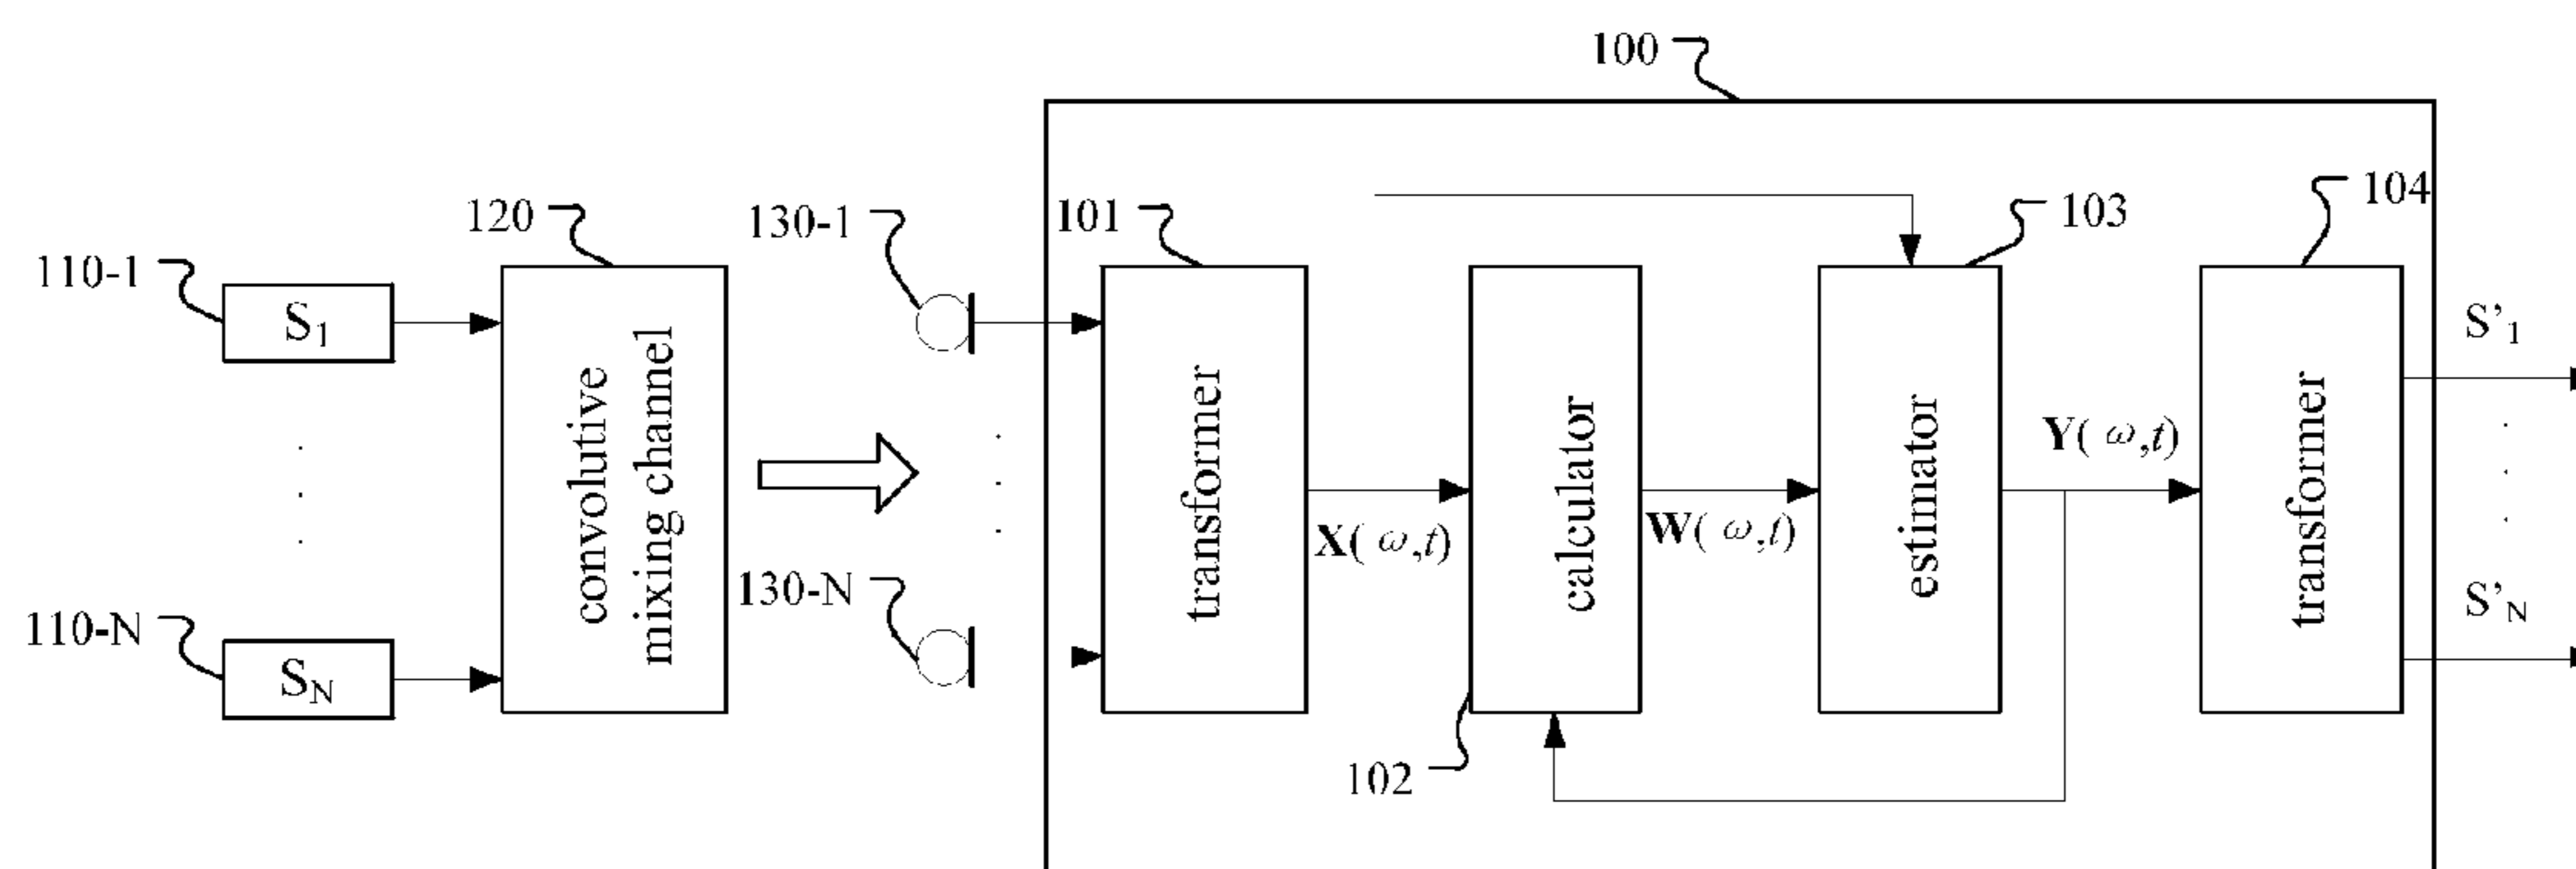 100
110-1
S1
110-N
SN
120
convolutive
mixing channel
130-1
130-N
101
transformer
X( ω,t)
calculator
102
W( ω,t)
103
estimator
Y( ω,t)
104
transformer
S’1
S’N